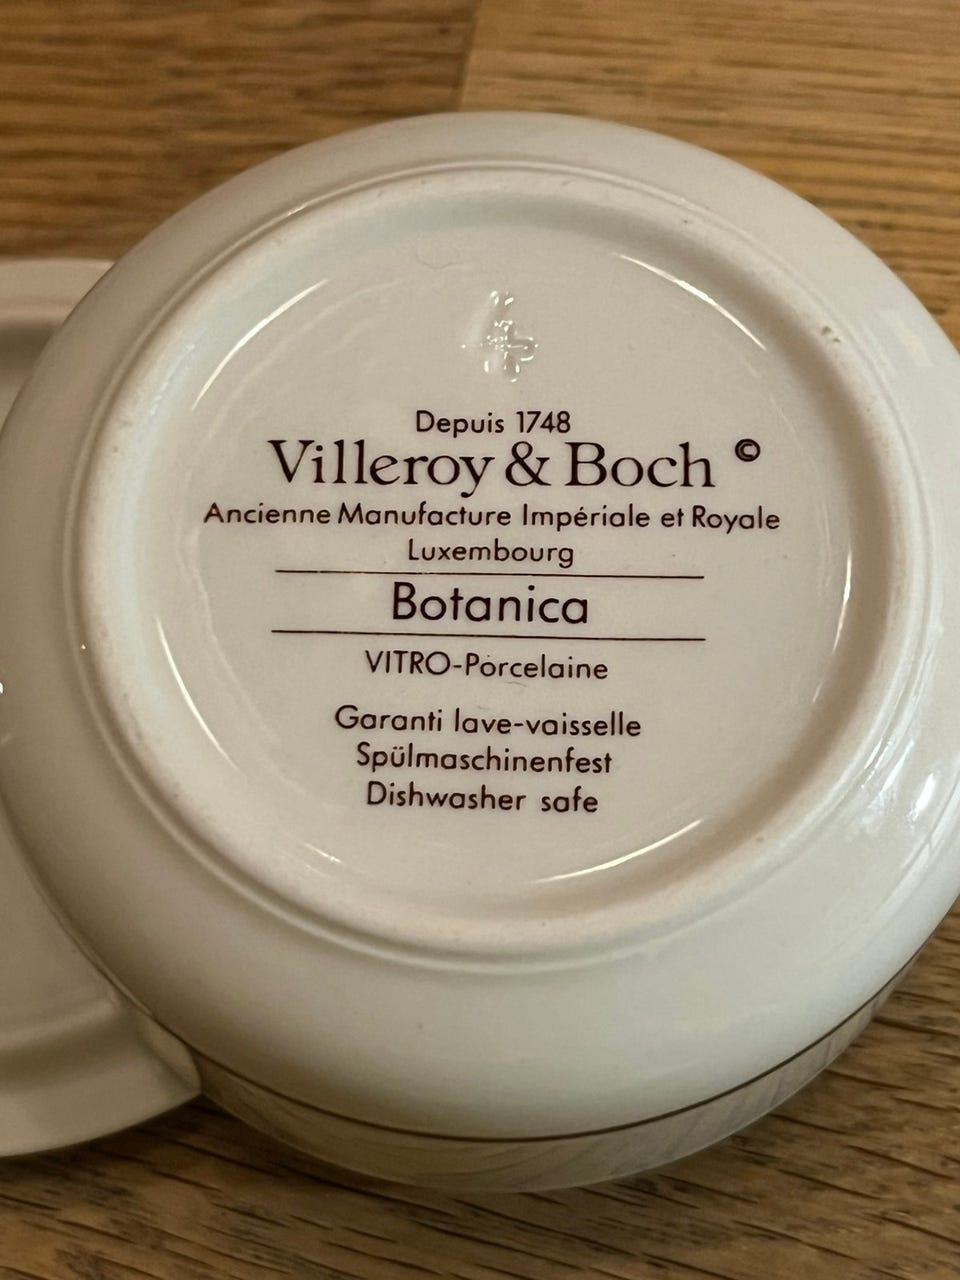 Depuis 1748
Villeroy & Boch ©
Ancienne Manufacture Impériale et Royale
Luxembourg
Botanica
VITRO-Porcelaine
Garanti lave-vaisselle
Spülmaschinenfest
Dishwasher safe